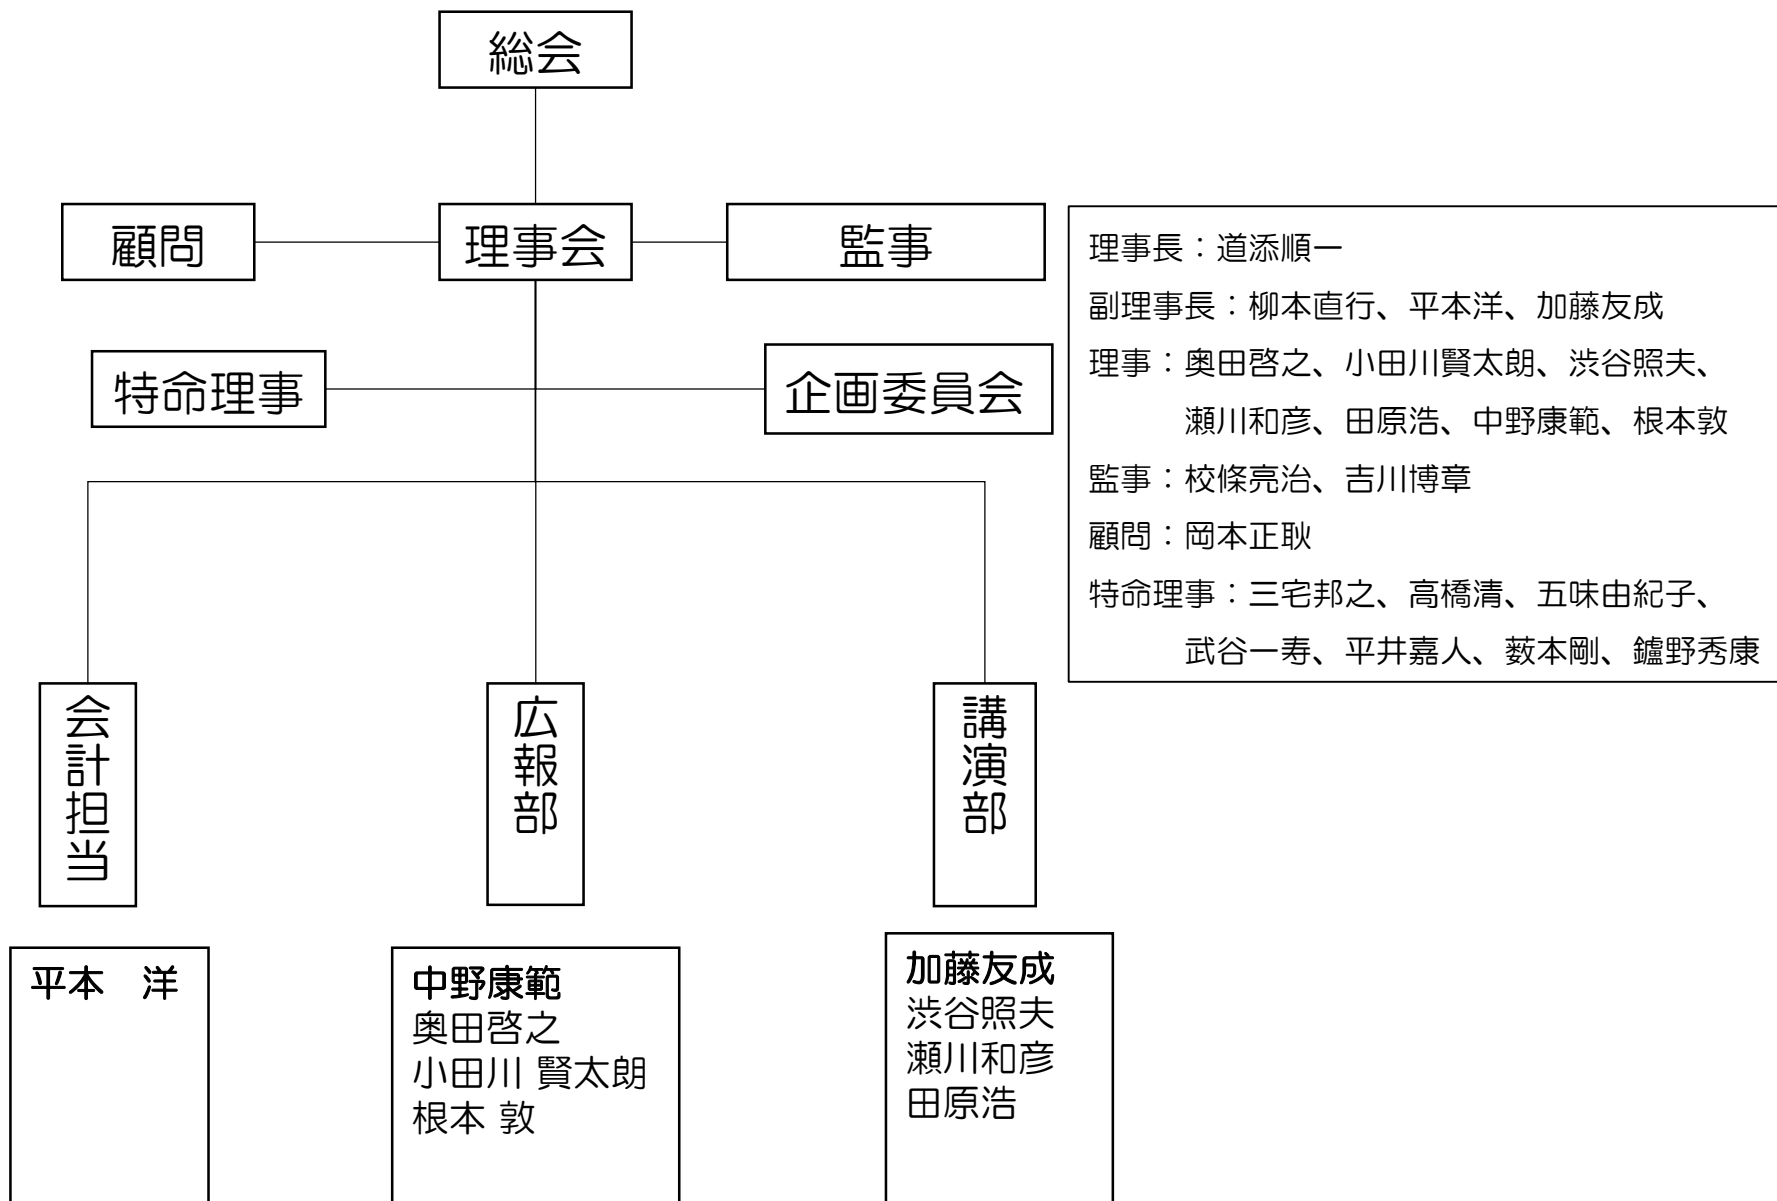 総会
顧問
理事会
監事
特命理事
企画委員会
理事長：道添順一
副理事長：柳本直行、平本洋、加藤友成
理事：奥田啓之、小田川賢太朗、渋谷照夫、
瀬川和彦、田原浩、中野康範、根本敦
監事：校條亮治、吉川博章
顧問：岡本正耿
特命理事：三宅邦之、高橋清、五味由紀子、
武谷一寿、平井嘉人、薮本剛、鑪野秀康
会計担当
広報部
講演部
平本　洋
中野康範
奥田啓之
小田川 賢太朗
根本 敦
加藤友成
渋谷照夫
瀬川和彦
田原浩